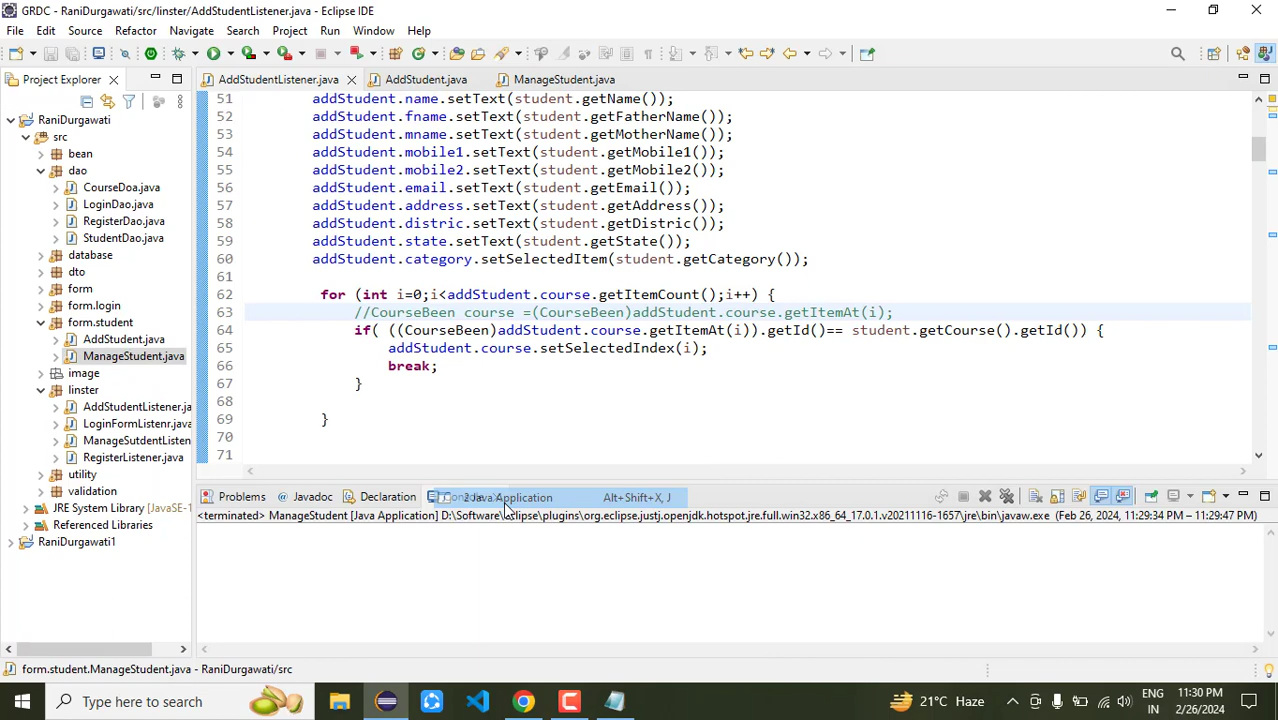 GRDC - RaniDurgawati/src/linster/AddStudentListener.java - Eclipse IDE
File Edit Source Refactor Navigate Search Project Run Window Help
Project Explorer
AddStudentListener.java AddStudent.java ManageStudent.java
RaniDurgawati
src
bean
dao
CourseDoa.java
LoginDao.java
RegisterDao.java
StudentDao.java
database
dto
form
form.login
form.student
AddStudent.java
ManageStudent.java
image
linster
AddStudentListener.ja
LoginFormListenr.java
ManageSutdentListen
RegisterListener.java
utility
validation
JRE System Library [JavaSE-1
Referenced Libraries
RaniDurgawati1
51 addStudent.name.setText(student.getName());
52 addStudent.fname.setText(student.getFatherName());
53 addStudent.mname.setText(student.getMotherName());
54 addStudent.mobile1.setText(student.getMobile1());
55 addStudent.mobile2.setText(student.getMobile2());
56 addStudent.email.setText(student.getEmail());
57 addStudent.address.setText(student.getAddress());
58 addStudent.distric.setText(student.getDistric());
59 addStudent.state.setText(student.getState());
60 addStudent.category.setSelectedItem(student.getCategory());
61
62 for (int i=0;i<addStudent.course.getItemCount();i++) {
63 //CourseBeen course =(CourseBeen)addStudent.course.getItemAt(i);
64 if( ((CourseBeen)addStudent.course.getItemAt(i)).getId()== student.getCourse().getId()) {
65 addStudent.course.setSelectedIndex(i);
66 break;
67 }
68
69 }
70
71
Problems Javadoc Declaration 2 Java Application Alt+Shift+X, J
<terminated> ManageStudent [Java Application] D:\Software\eclipse\plugins\org.eclipse.justj.openjdk.hotspot.jre.full.win32.x86_64_17.0.1.v20211116-1657\jre\bin\javaw.exe (Feb 26, 2024, 11:29:34 PM – 11:29:47 PM)
form.student.ManageStudent.java - RaniDurgawati/src
Type here to search
21°C Haze
ENG
IN
11:30 PM
2/26/2024